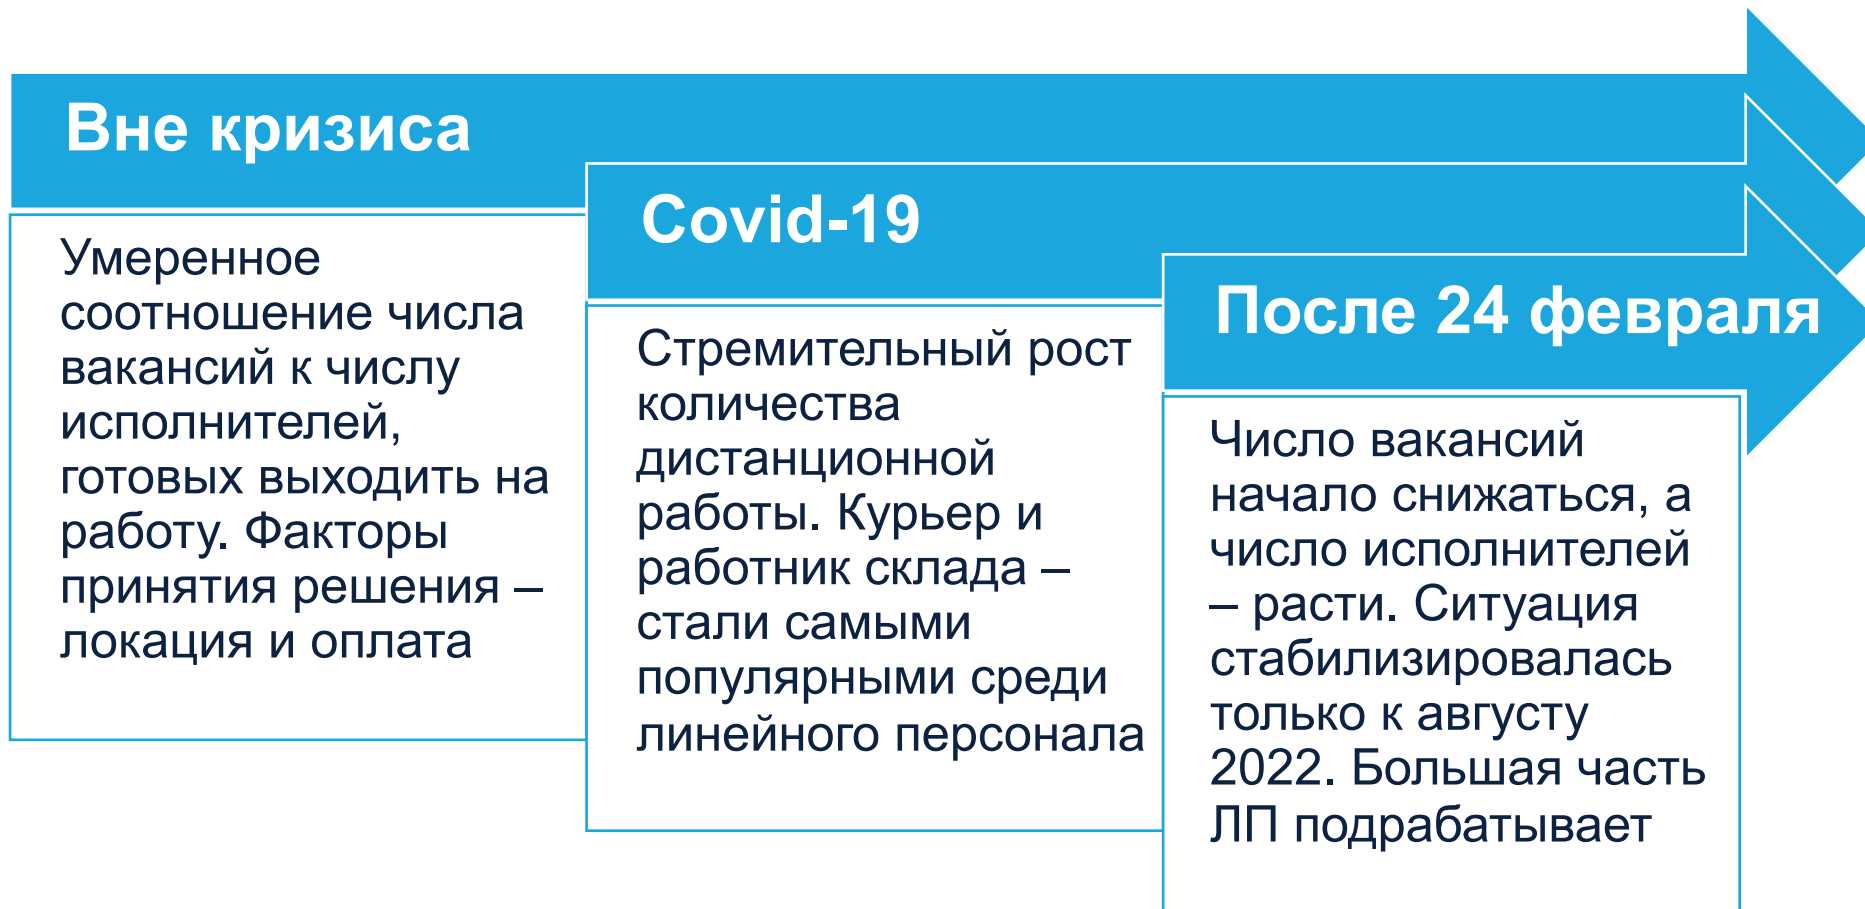 Вне кризиса
Умеренное
соотношение числа
вакансий к числу
исполнителей,
готовых выходить на
работу. Факторы
принятия решения –
локация и оплата
Covid-19
Стремительный рост
количества
дистанционной
работы. Курьер и
работник склада –
стали самыми
популярными среди
линейного персонала
После 24 февраля
Число вакансий
начало снижаться, а
число исполнителей
– расти. Ситуация
стабилизировалась
только к августу
2022. Большая часть
ЛП подрабатывает